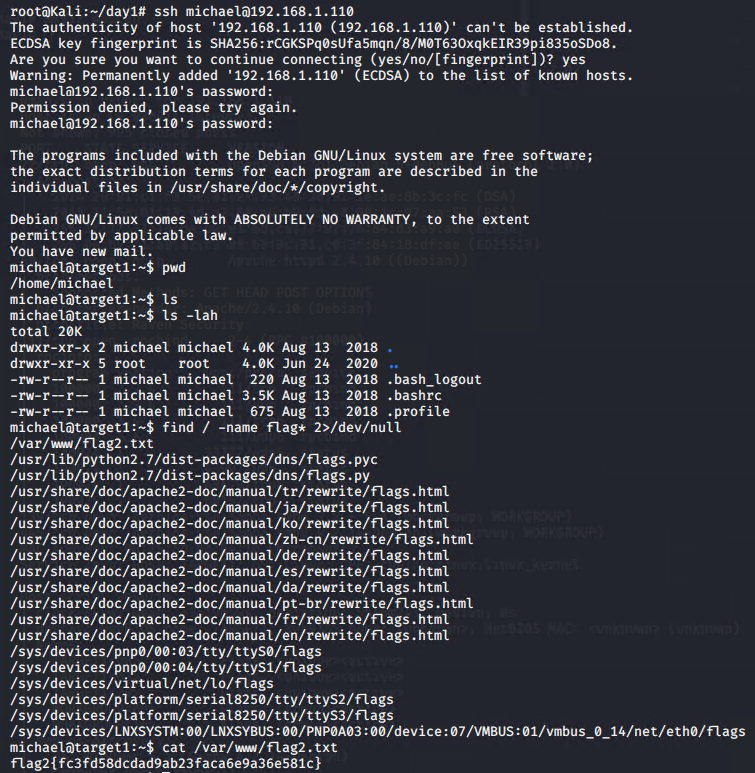 root@Kali:~/day1# ssh michael@192.168.1.110
The authenticity of host '192.168.1.110 (192.168.1.110)' can't be established.
ECDSA key fingerprint is SHA256:rCGKSPq0sUfa5mqn/8/M0T63OxqkEIR39pi835oSDo8.
Are you sure you want to continue connecting (yes/no/[fingerprint])? yes
Warning: Permanently added '192.168.1.110' (ECDSA) to the list of known hosts.
michael@192.168.1.110's password:
Permission denied, please try again.
michael@192.168.1.110's password:
The programs included with the Debian GNU/Linux system are free software;
the exact distribution terms for each program are described in the
individual files in /usr/share/doc/*/copyright.
Debian GNU/Linux comes with ABSOLUTELY NO WARRANTY, to the extent
permitted by applicable law.
You have new mail.
michael@target1:~$ pwd
/home/michael
michael@target1:~$ ls
michael@target1:~$ ls -lah
total 20K
drwxr-xr-x 2 michael michael 4.0K Aug 13  2018 .
drwxr-xr-x 5 root    root    4.0K Jun 24  2020 ..
-rw-r--r-- 1 michael michael  220 Aug 13  2018 .bash_logout
-rw-r--r-- 1 michael michael 3.5K Aug 13  2018 .bashrc
-rw-r--r-- 1 michael michael  675 Aug 13  2018 .profile
michael@target1:~$ find / -name flag* 2>/dev/null
/var/www/flag2.txt
/usr/lib/python2.7/dist-packages/dns/flags.pyc
/usr/lib/python2.7/dist-packages/dns/flags.py
/usr/share/doc/apache2-doc/manual/tr/rewrite/flags.html
/usr/share/doc/apache2-doc/manual/ja/rewrite/flags.html
/usr/share/doc/apache2-doc/manual/ko/rewrite/flags.html
/usr/share/doc/apache2-doc/manual/zh-cn/rewrite/flags.html
/usr/share/doc/apache2-doc/manual/de/rewrite/flags.html
/usr/share/doc/apache2-doc/manual/es/rewrite/flags.html
/usr/share/doc/apache2-doc/manual/da/rewrite/flags.html
/usr/share/doc/apache2-doc/manual/pt-br/rewrite/flags.html
/usr/share/doc/apache2-doc/manual/fr/rewrite/flags.html
/usr/share/doc/apache2-doc/manual/en/rewrite/flags.html
/sys/devices/pnp0/00:03/tty/ttyS0/flags
/sys/devices/pnp0/00:04/tty/ttyS1/flags
/sys/devices/virtual/net/lo/flags
/sys/devices/platform/serial8250/tty/ttyS2/flags
/sys/devices/platform/serial8250/tty/ttyS3/flags
/sys/devices/LNXSYSTM:00/LNXSYBUS:00/PNP0A03:00/device:07/VMBUS:01/vmbus_0_14/net/eth0/flags
michael@target1:~$ cat /var/www/flag2.txt
flag2{fc3fd58dcdad9ab23faca6e9a36e581c}